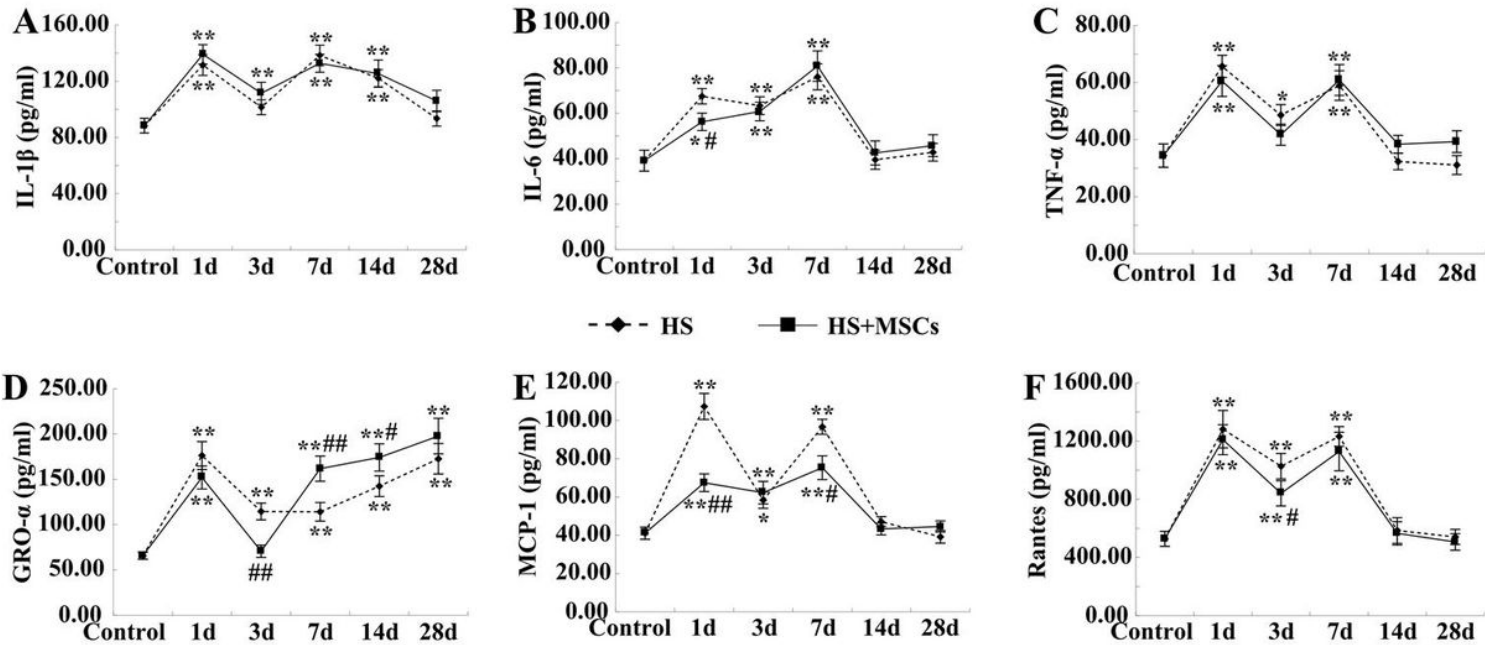 A
IL-1β (pg/ml)
160.00
120.00
80.00
40.00
0.00
** ** ** **
** ** **
Control 1d 3d 7d 14d 28d
B
IL-6 (pg/ml)
100.00
80.00
60.00
40.00
20.00
0.00
** ** **
*# ** **
Control 1d 3d 7d 14d 28d
C
TNF-α (pg/ml)
80.00
60.00
40.00
20.00
0.00
** * **
** **
Control 1d 3d 7d 14d 28d
HS HS+MSCs
D
GRO-α (pg/ml)
250.00
200.00
150.00
100.00
50.00
0.00
** ** **## **# **
** ## ** ** **
Control 1d 3d 7d 14d 28d
E
MCP-1 (pg/ml)
120.00
100.00
80.00
60.00
40.00
20.00
0.00
** ** **
**## * **#
Control 1d 3d 7d 14d 28d
F
Rantes (pg/ml)
1600.00
1200.00
800.00
400.00
0.00
** ** **
** **# **
Control 1d 3d 7d 14d 28d